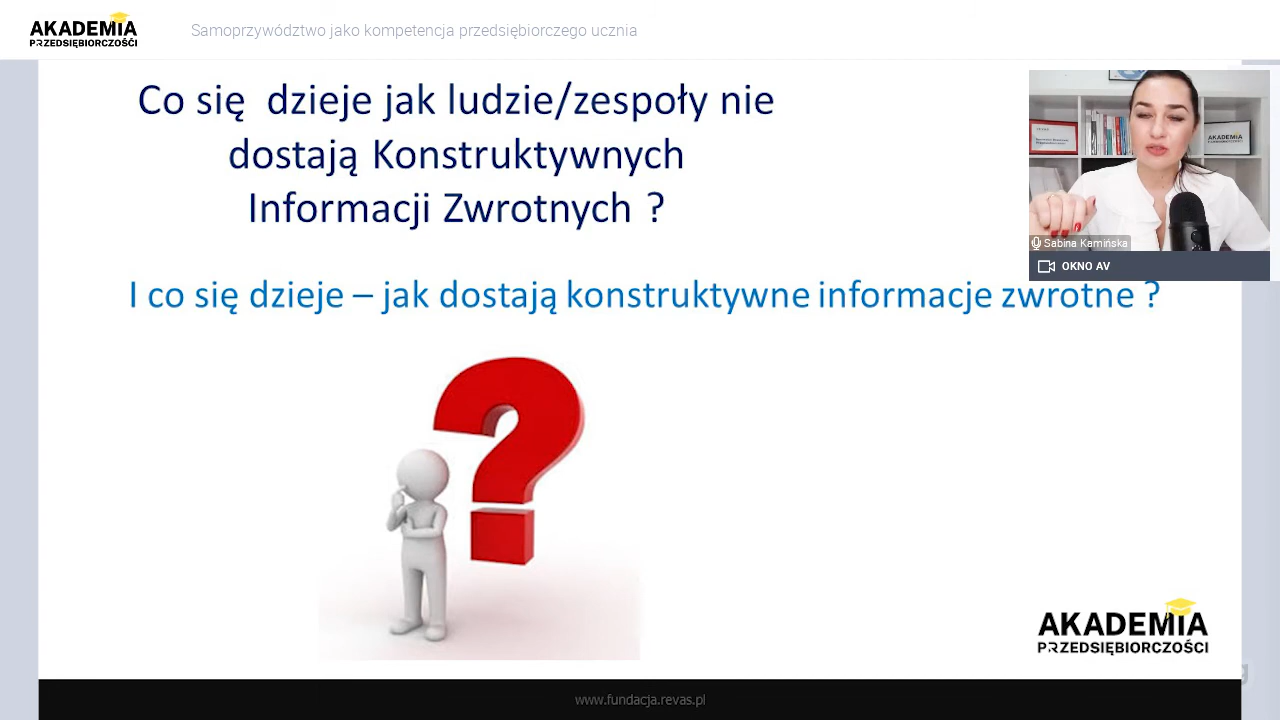 AKADEMIA
PRZEDSIĘBIORCZOŚCI
Samoprzywództwo jako kompetencja przedsiębiorczego ucznia
Co się dzieje jak ludzie/zespoły nie
dostają Konstruktywnych
Informacji Zwrotnych ?
AKADEMIA
Sabina Kamińska
OKNO AV
I co się dzieje – jak dostają konstruktywne informacje zwrotne ?
AKADEMIA
PRZEDSIĘBIORCZOŚCI
www.fundacja.revas.pl